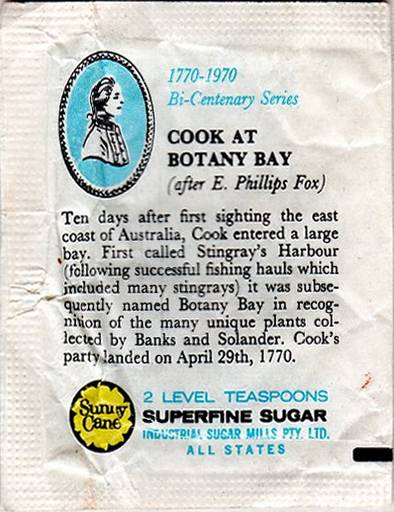 1770-1970
Bi-Centenary Series
COOK AT
BOTANY BAY
(after E. Phillips Fox)
Ten days after first sighting the east
coast of Australia, Cook entered a large
bay. First called Stingray's Harbour
(following successful fishing hauls which
included many stingrays) it was subse-
quently named Botany Bay in recog-
nition of the many unique plants col-
lected by Banks and Solander. Cook's
party landed on April 29th, 1770.
Sunny
Cane
2 LEVEL TEASPOONS
SUPERFINE SUGAR
INDUSTRIAL SUGAR MILLS PTY. LTD.
ALL STATES